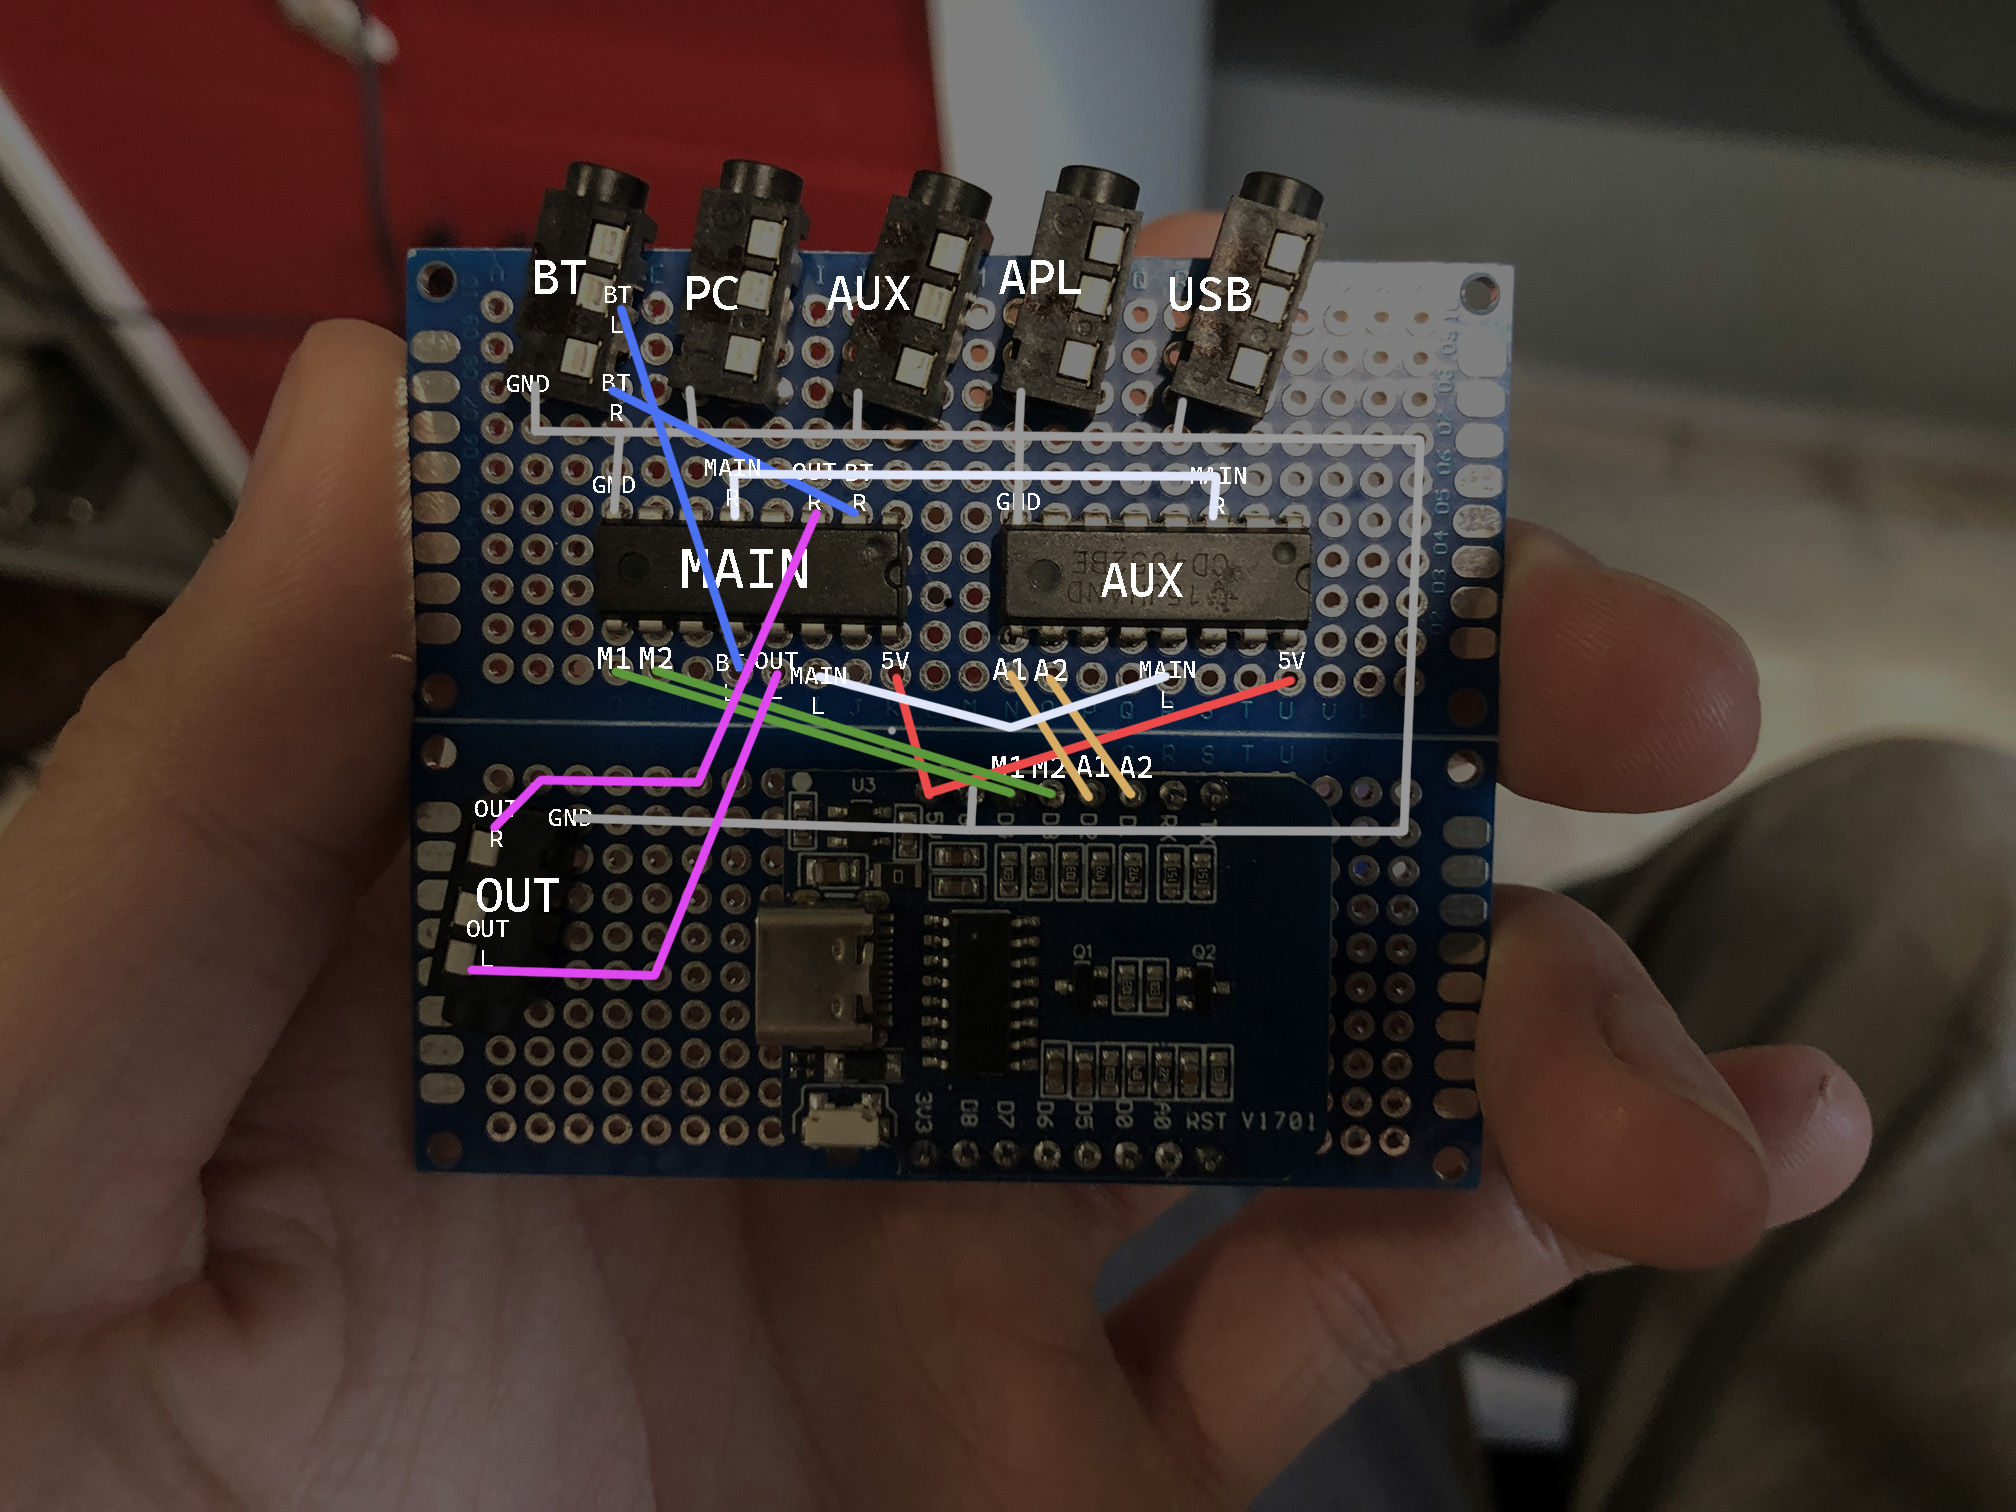 BT
PC
AUX
APL
USB
BT
L
GND
BT
R
GND
MAIN
R
OUT
R
BT
R
GND
MAIN
R
MAIN
AUX
CD4052BE
M1
M2
OUT
MAIN
L
5V
A1
A2
MAIN
L
5V
M1
M2
A1
A2
U3
OUT
R
GND
OUT
OUT
L
Q1
Q2
3V3
D8
D7
D6
D5
D0
A0
RST
V1701